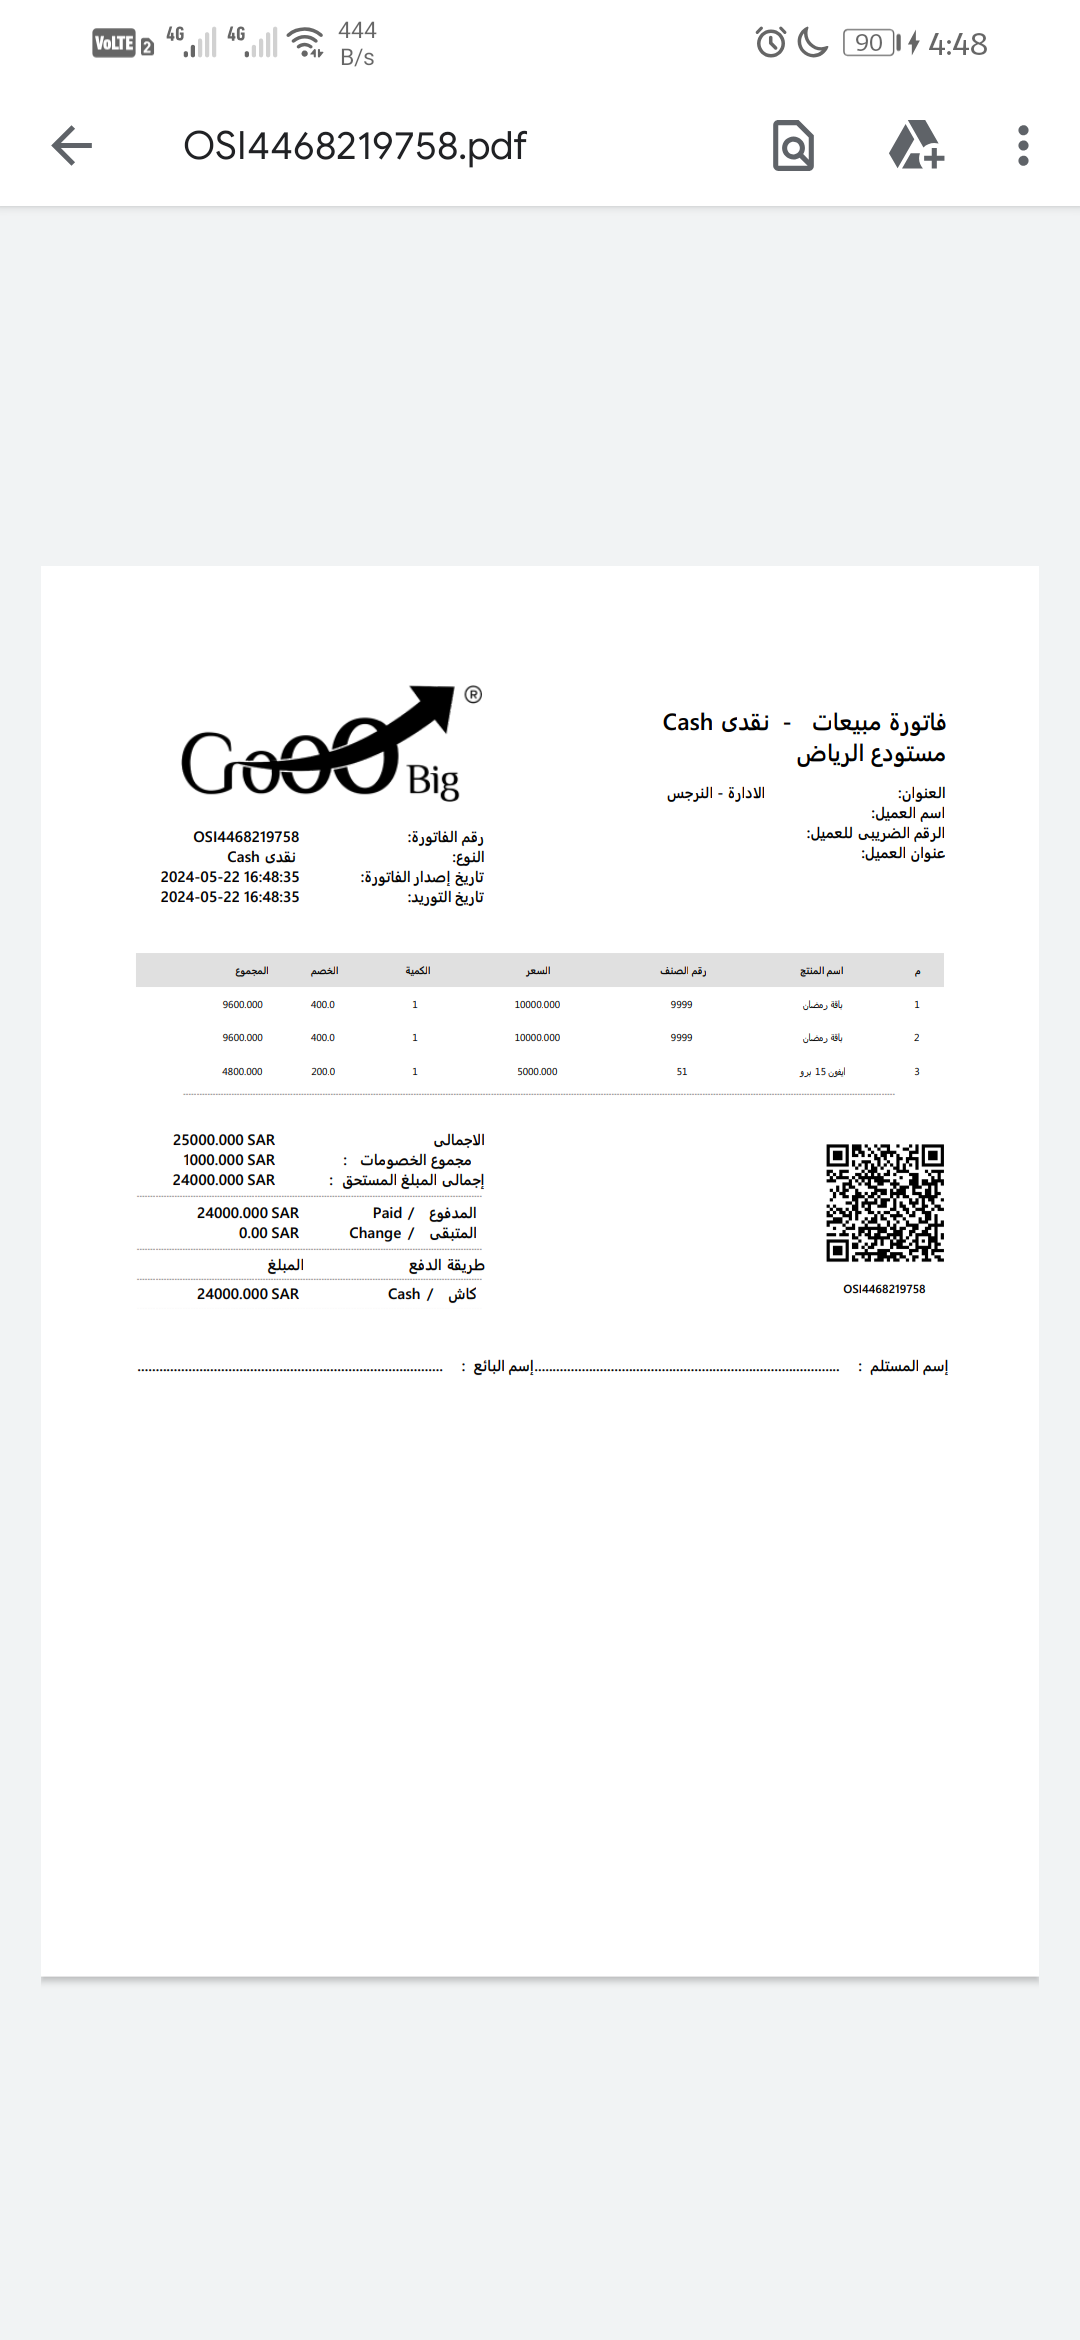 VoLTE 2 4G 4G 444 B/s 90 4:48
OSI4468219758.pdf
GoOO Big ®
فاتورة مبيعات - نقدى Cash
مستودع الرياض
العنوان: الادارة - النرجس
اسم العميل:
الرقم الضريبى للعميل:
عنوان العميل:
رقم الفاتورة: OSI4468219758
النوع: نقدى Cash
تاريخ إصدار الفاتورة: 2024-05-22 16:48:35
تاريخ التوريد: 2024-05-22 16:48:35
م اسم المنتج رقم الصنف السعر الكمية الخصم المجموع
1 باقة رمضان 9999 10000.000 1 400.0 9600.000
2 باقة رمضان 9999 10000.000 1 400.0 9600.000
3 ايفون 15 برو 51 5000.000 1 200.0 4800.000
الاجمالى 25000.000 SAR
مجموع الخصومات : 1000.000 SAR
إجمالى المبلغ المستحق : 24000.000 SAR
المدفوع / Paid 24000.000 SAR
المتبقى / Change 0.00 SAR
طريقة الدفع المبلغ
كاش / Cash 24000.000 SAR
OSI4468219758
إسم المستلم : ................................................................................إسم البائع : ................................................................................